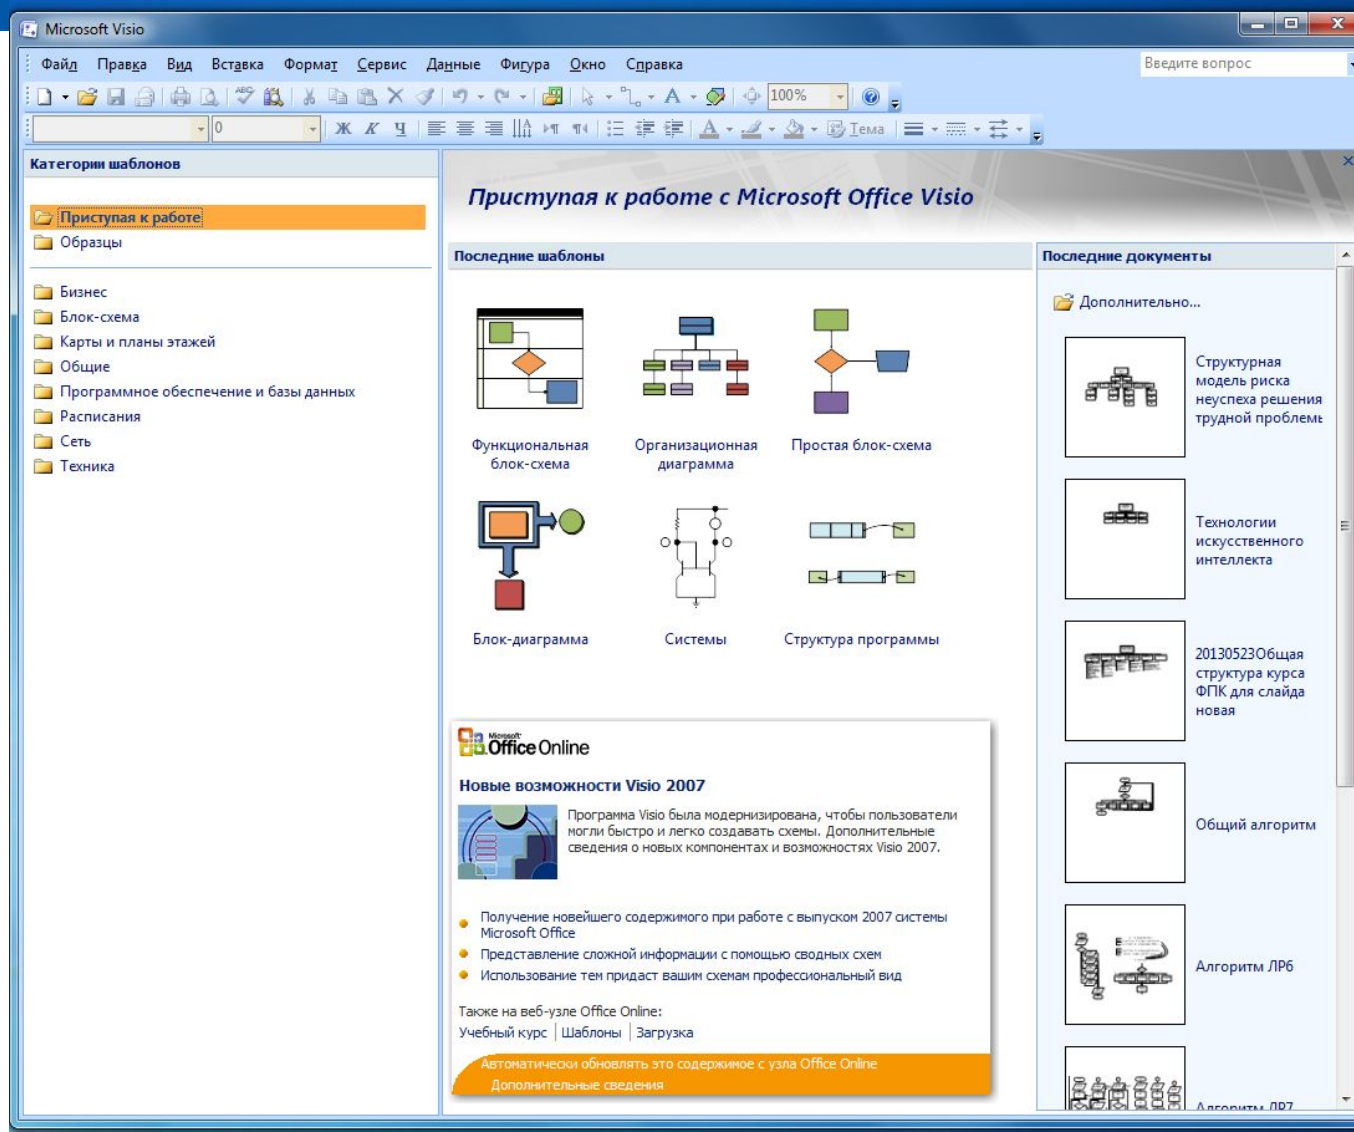 Microsoft Visio
Файл Правка Вид Вставка Формат Сервис Данные Фигура Окно Справка
Введите вопрос
100%
0
Ж К Ч
Тема
Категории шаблонов
Приступая к работе
Образцы
Бизнес
Блок-схема
Карты и планы этажей
Общие
Программное обеспечение и базы данных
Расписания
Сеть
Техника
Приступая к работе с Microsoft Office Visio
Последние шаблоны
Функциональная
блок-схема
Организационная
диаграмма
Простая блок-схема
Блок-диаграмма
Системы
Структура программы
Microsoft
Office Online
Новые возможности Visio 2007
Программа Visio была модернизирована, чтобы пользователи
могли быстро и легко создавать схемы. Дополнительные
сведения о новых компонентах и возможностях Visio 2007.
Получение новейшего содержимого при работе с выпуском 2007 системы
Microsoft Office
Представление сложной информации с помощью сводных схем
Использование тем придаст вашим схемам профессиональный вид
Также на веб-узле Office Online:
Учебный курс | Шаблоны | Загрузка
Автоматически обновлять это содержимое с узла Office Online
Дополнительные сведения
Последние документы
Дополнительно...
Структурная
модель риска
неуспеха решения
трудной проблемы
Технологии
искусственного
интеллекта
20130523Общая
структура курса
ФПК для слайда
новая
Общий алгоритм
Алгоритм ЛР6
Алгоритм ЛР7